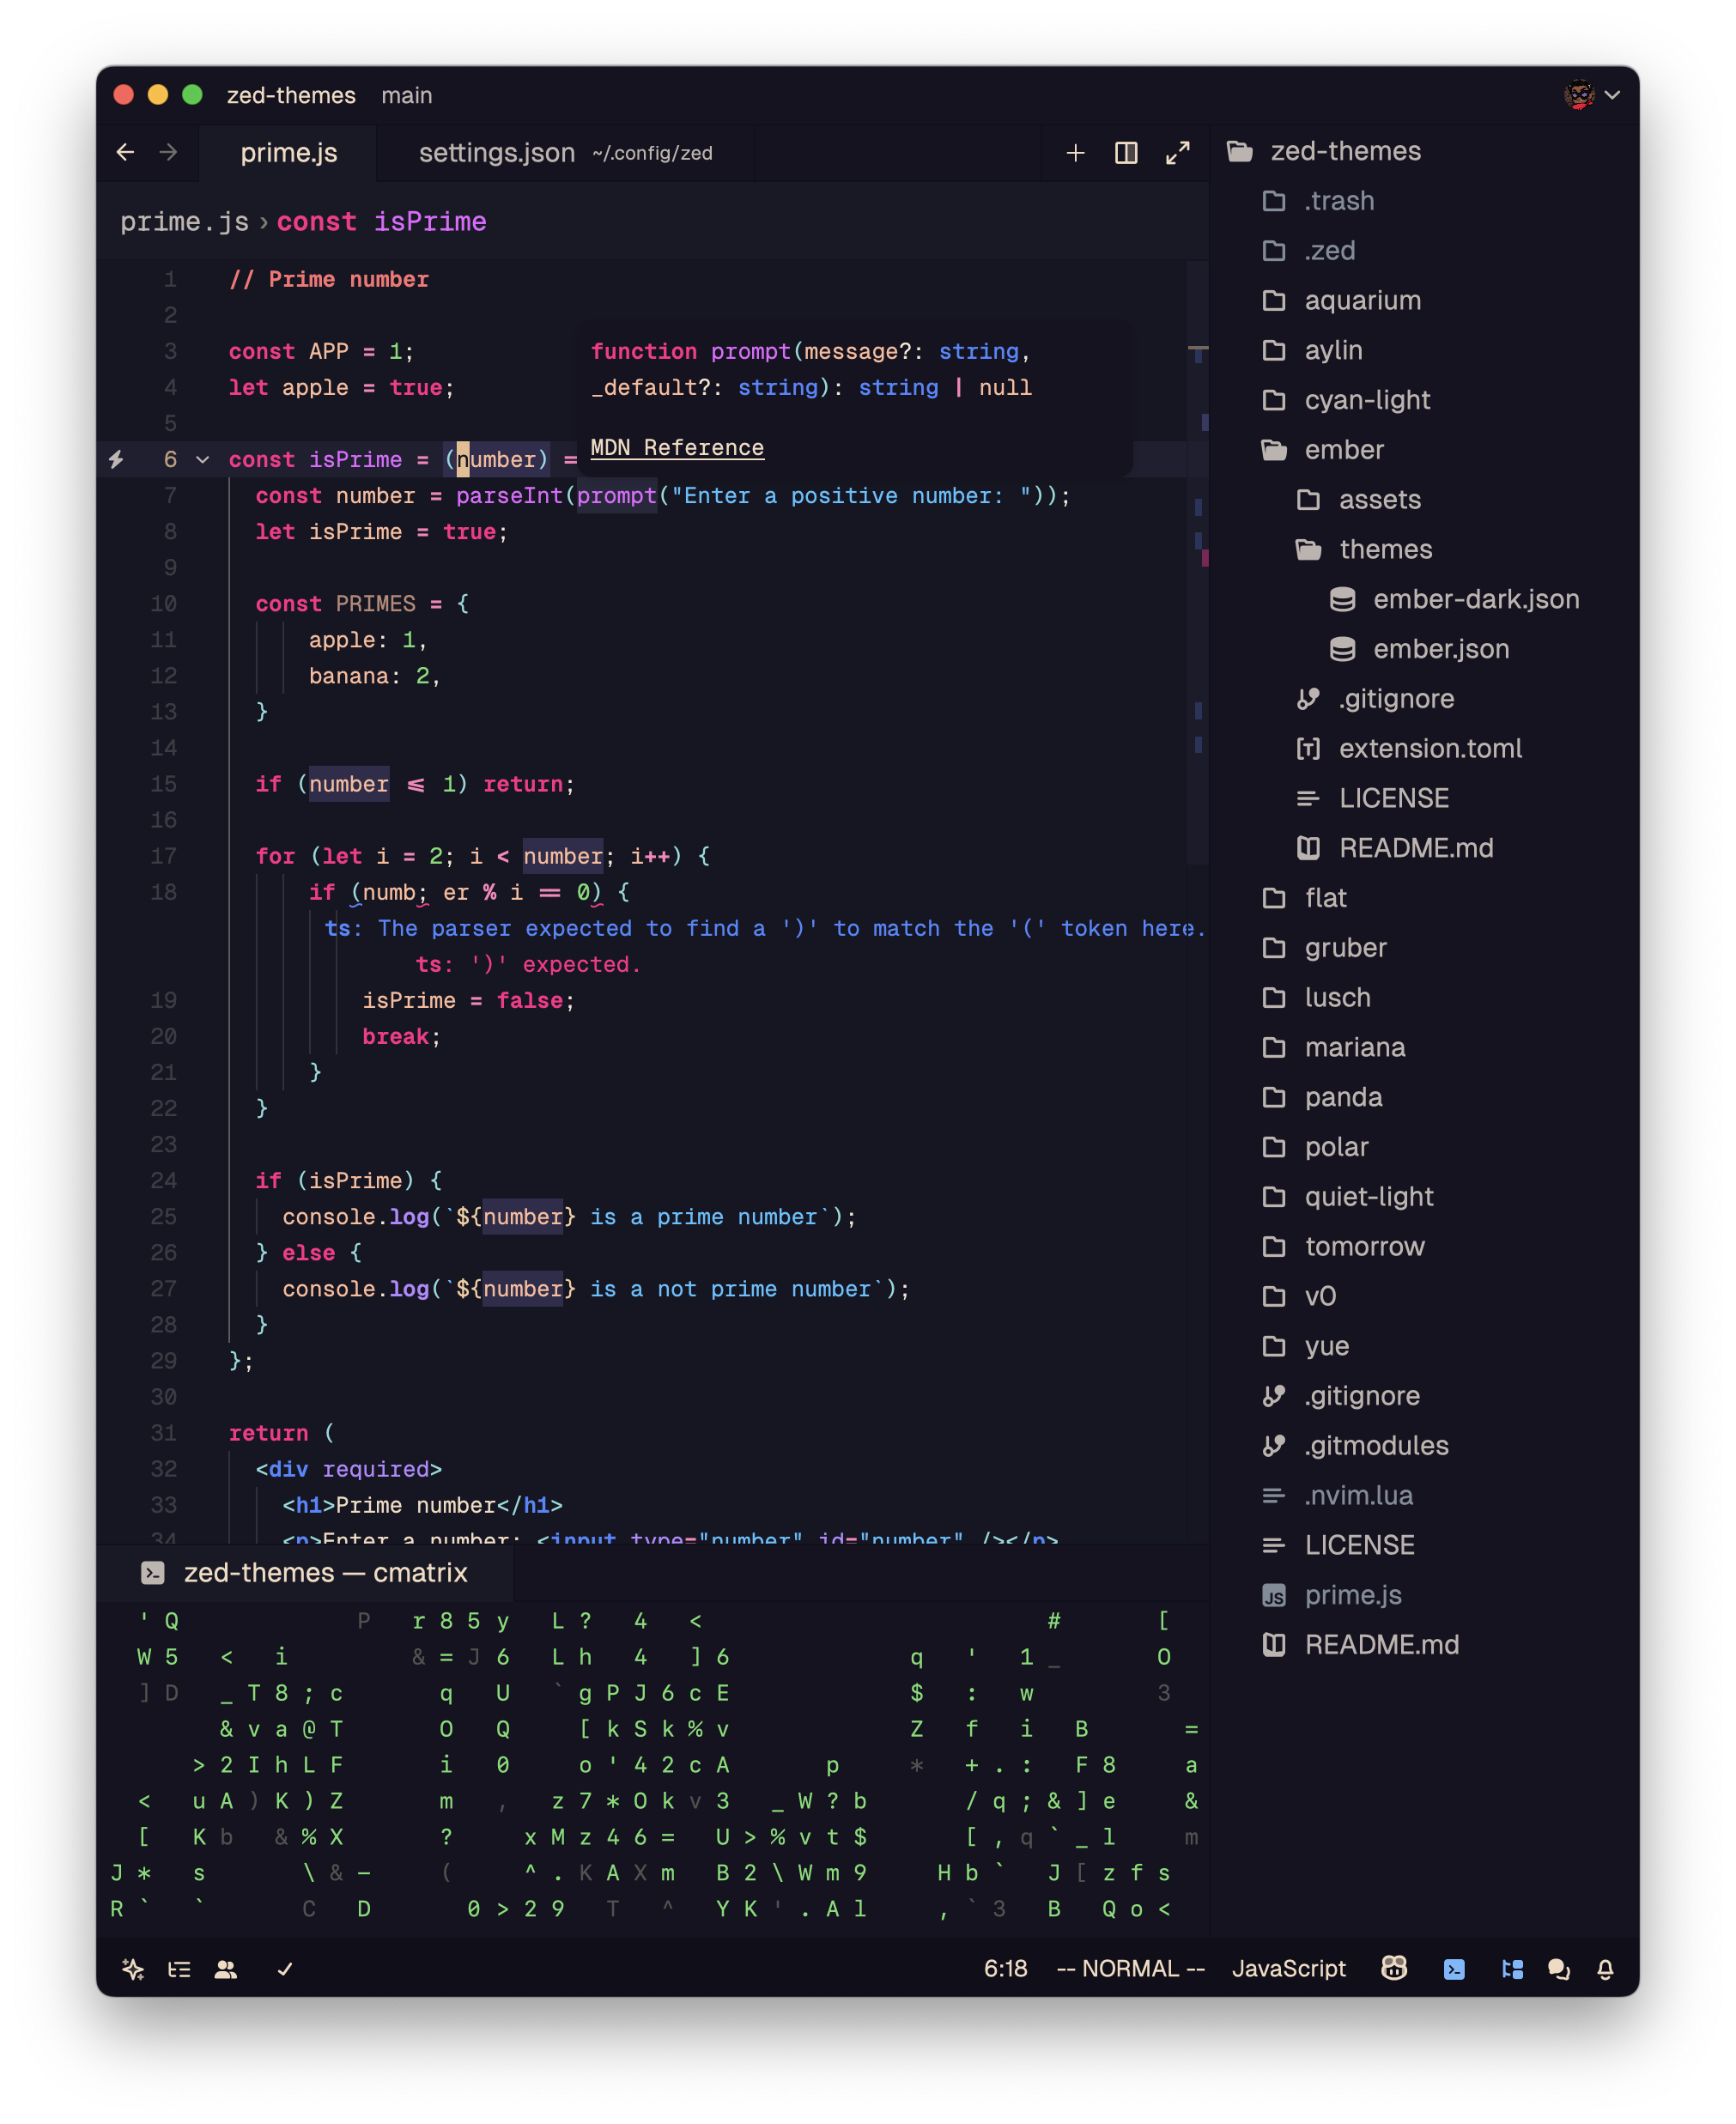 zed-themes main
prime.js settings.json ~/.config/zed
prime.js › const isPrime
1 // Prime number
2
3 const APP = 1;
4 let apple = true;
5
6 const isPrime = (number) =
7 const number = parseInt(prompt("Enter a positive number: "));
8 let isPrime = true;
9
10 const PRIMES = {
11 apple: 1,
12 banana: 2,
13 }
14
15 if (number <= 1) return;
16
17 for (let i = 2; i < number; i++) {
18 if (numb; er % i == 0) {
ts: The parser expected to find a ')' to match the '(' token here.
ts: ')' expected.
19 isPrime = false;
20 break;
21 }
22 }
23
24 if (isPrime) {
25 console.log(`${number} is a prime number`);
26 } else {
27 console.log(`${number} is a not prime number`);
28 }
29 };
30
31 return (
32 <div required>
33 <h1>Prime number</h1>
34 <p>Enter a number: <input type="number" id="number" /></p>
function prompt(message?: string,
_default?: string): string | null
MDN Reference
zed-themes — cmatrix
' Q P r 8 5 y L ? 4 < # [
W 5 < i & = J 6 L h 4 ] 6 q ' 1 _ O
] D _ T 8 ; c q U ` g P J 6 c E $ : w 3
& v a @ T O Q [ k S k % v Z f i B =
> 2 I h L F i 0 o ' 4 2 c A p * + . : F 8 a
< u A ) K ) Z m , z 7 * O k v 3 _ W ? b / q ; & ] e &
[ K b & % X ? x M z 4 6 = U > % v t $ [ , q ` _ l m
J * s \ & - ( ^ . K A X m B 2 \ W m 9 H b ` J [ z f s
R ` ` C D 0 > 2 9 T ^ Y K ' . A l , ` 3 B Q o <
zed-themes
.trash
.zed
aquarium
aylin
cyan-light
ember
assets
themes
ember-dark.json
ember.json
.gitignore
extension.toml
LICENSE
README.md
flat
gruber
lusch
mariana
panda
polar
quiet-light
tomorrow
v0
yue
.gitignore
.gitmodules
.nvim.lua
LICENSE
JS prime.js
README.md
6:18 -- NORMAL -- JavaScript